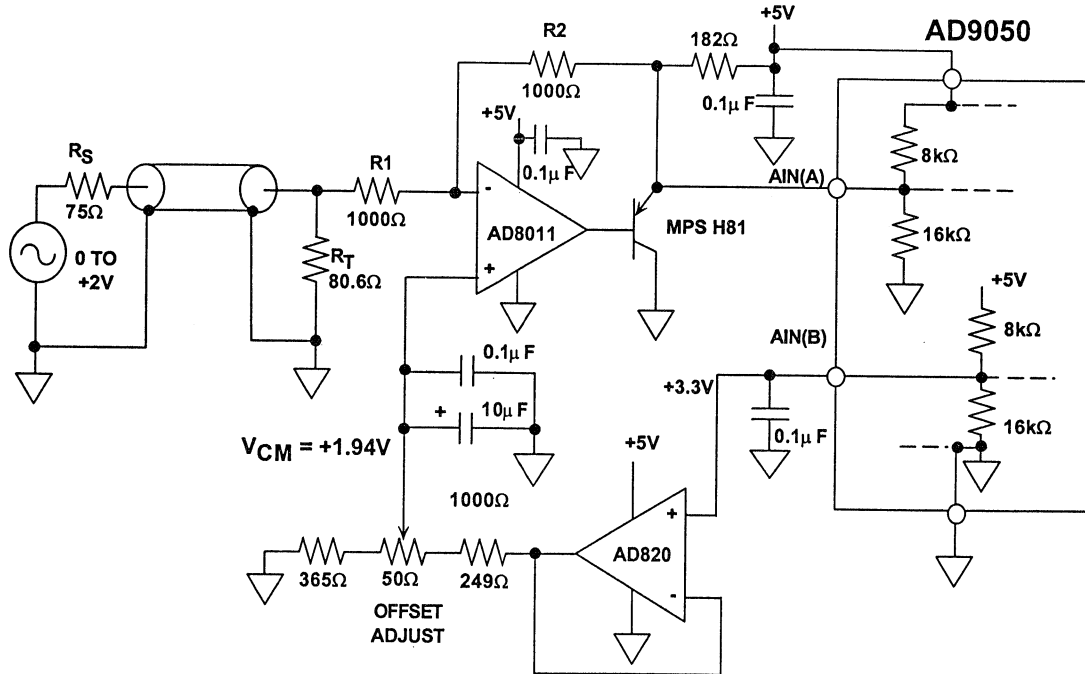 +5V
AD9050
R2
182Ω
1000Ω
0.1μ F
+5V
8kΩ
RS
R1
0.1μ F
AIN(A)
75Ω
1000Ω
-
MPS H81
AD8011
16kΩ
0 TO
+2V
RT
80.6Ω
+
+5V
8kΩ
AIN(B)
0.1μ F
+3.3V
+
10μ F
0.1μ F
16kΩ
VCM = +1.94V
+5V
1000Ω
+
AD820
365Ω
50Ω
249Ω
-
OFFSET
ADJUST